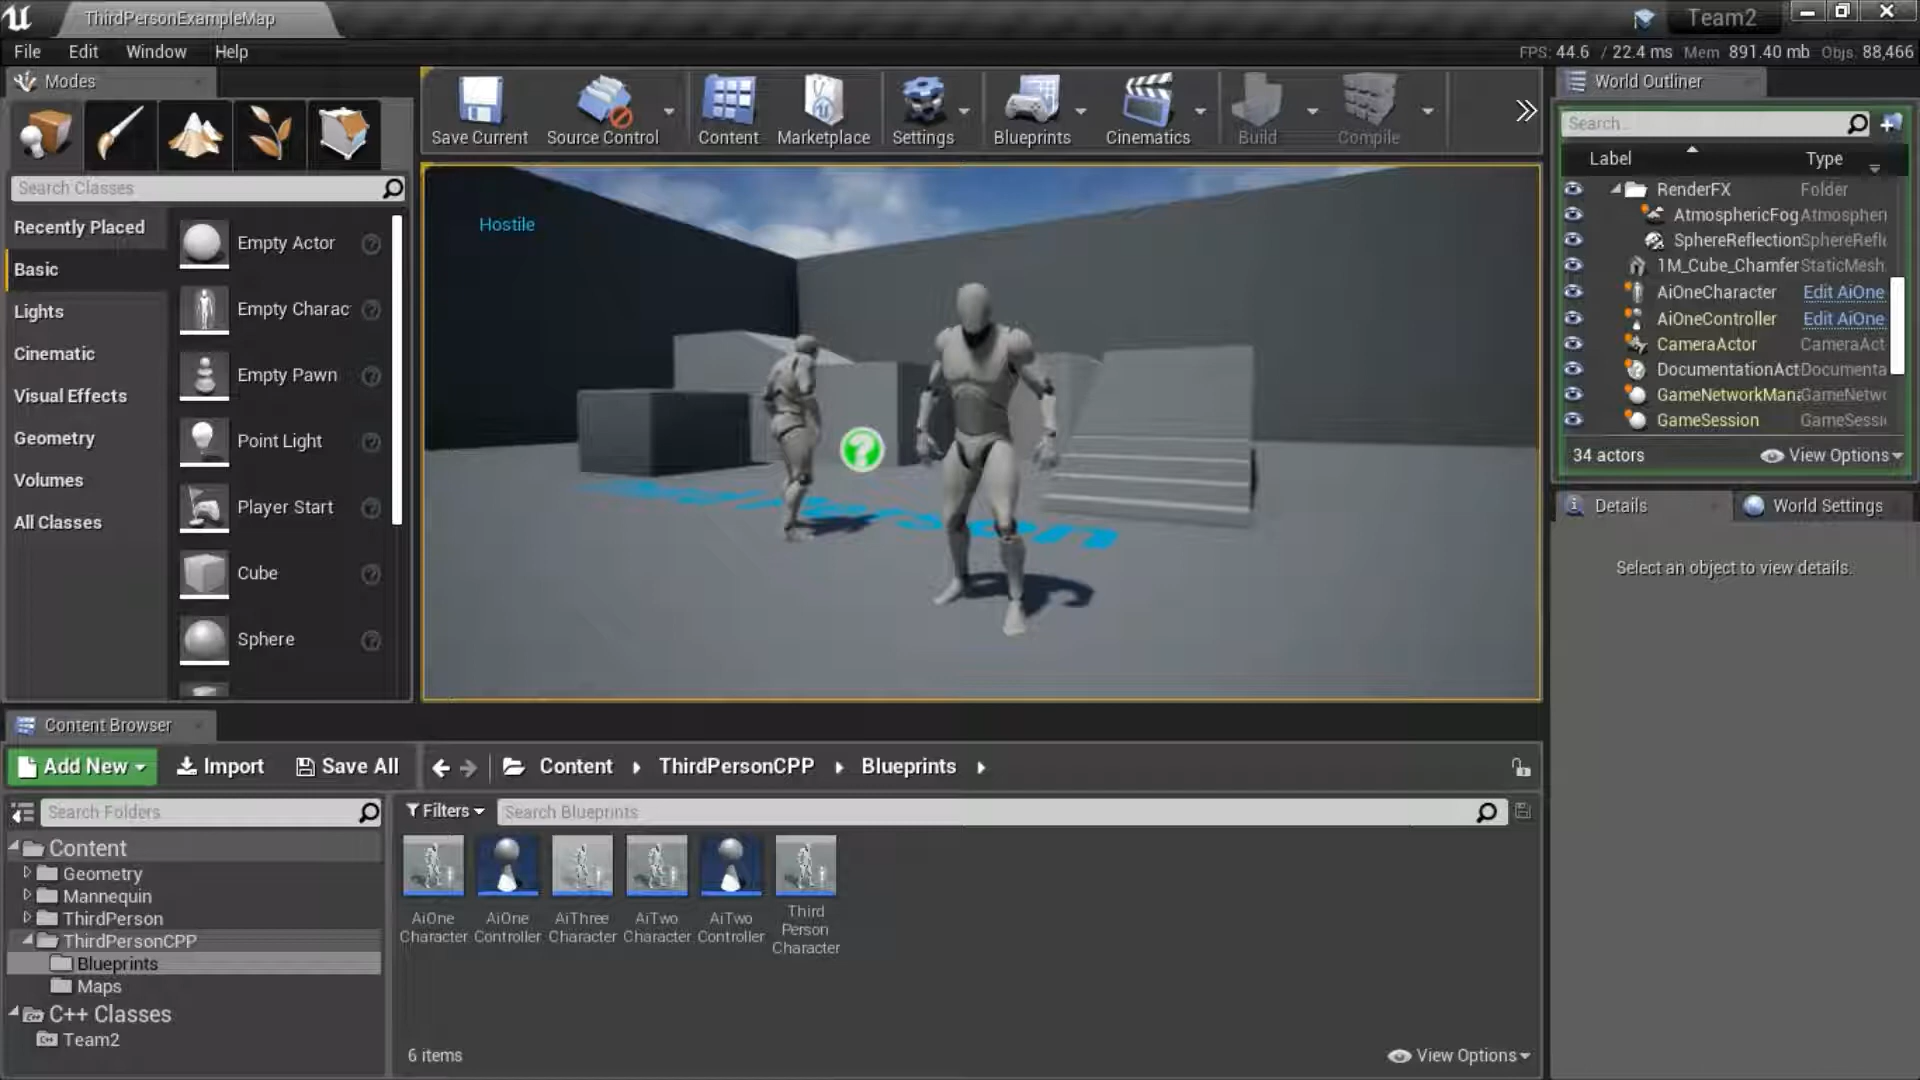 ThirdPersonExampleMap
Team2
File Edit Window Help
FPS: 44.6 / 22.4 ms Mem 891.40 mb Objs: 88,466
Modes
Save Current
Source Control
Content
Marketplace
Settings
Blueprints
Cinematics
Build
Compile
World Outliner
Search...
Label Type
RenderFX Folder
AtmosphericFog Atmospheri
SphereReflection SphereRefl
1M_Cube_Chamfer StaticMesh
AiOneCharacter Edit AiOne
AiOneController Edit AiOne
CameraActor CameraAct
DocumentationAct Documenta
GameNetworkMana GameNetwo
GameSession GameSessi
34 actors View Options
Details World Settings
Select an object to view details.
Search Classes
Recently Placed
Basic
Lights
Cinematic
Visual Effects
Geometry
Volumes
All Classes
Empty Actor
Empty Charac
Empty Pawn
Point Light
Player Start
Cube
Sphere
Hostile
Content Browser
Add New Import Save All Content ThirdPersonCPP Blueprints
Search Folders
Filters Search Blueprints
Content
Geometry
Mannequin
ThirdPerson
ThirdPersonCPP
Blueprints
Maps
C++ Classes
Team2
AiOne
Character
AiOne
Controller
AiThree
Character
AiTwo
Character
AiTwo
Controller
Third
Person
Character
6 items View Options